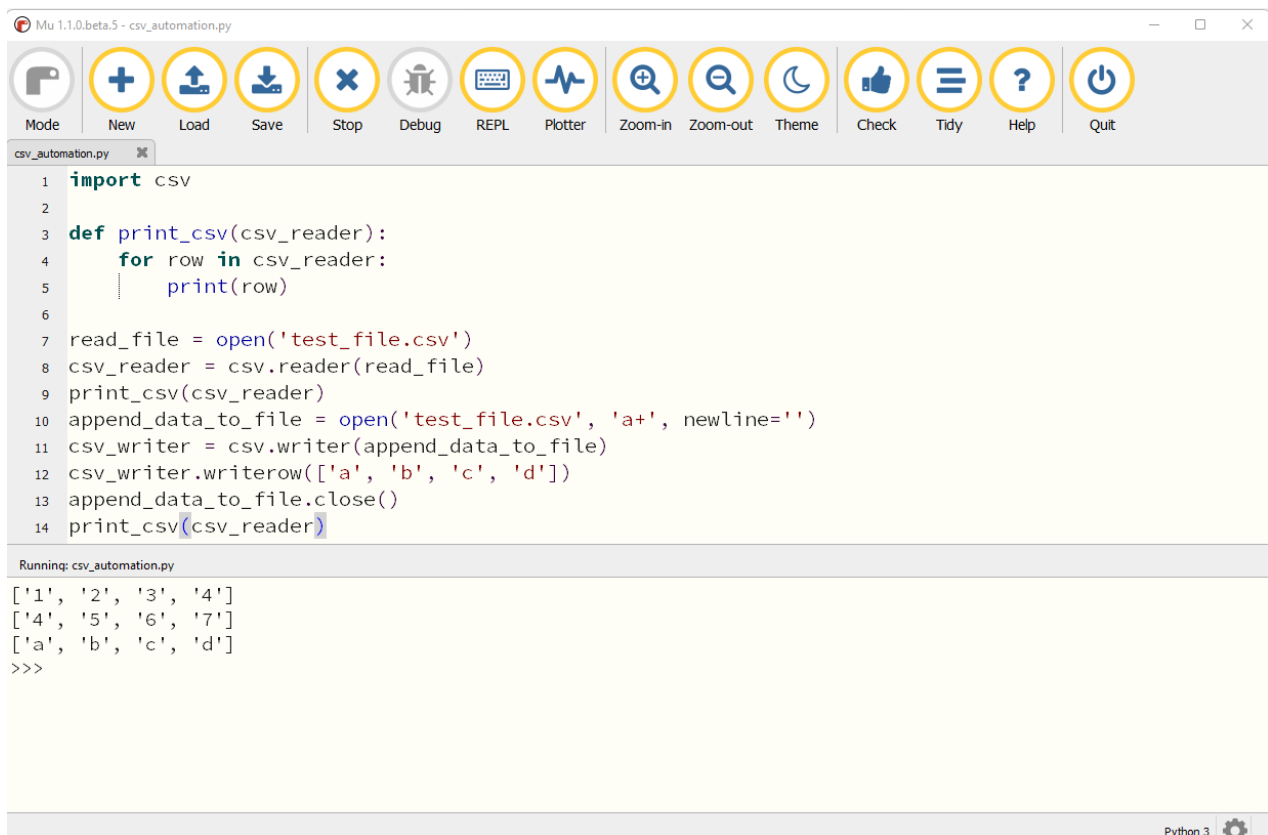 Mu 1.1.0.beta.5 - csv_automation.py
Mode New Load Save Stop Debug REPL Plotter Zoom-in Zoom-out Theme Check Tidy Help Quit
csv_automation.py
1 import csv
2
3 def print_csv(csv_reader):
4     for row in csv_reader:
5         print(row)
6
7 read_file = open('test_file.csv')
8 csv_reader = csv.reader(read_file)
9 print_csv(csv_reader)
10 append_data_to_file = open('test_file.csv', 'a+', newline='')
11 csv_writer = csv.writer(append_data_to_file)
12 csv_writer.writerow(['a', 'b', 'c', 'd'])
13 append_data_to_file.close()
14 print_csv(csv_reader)
Running: csv_automation.py
['1', '2', '3', '4']
['4', '5', '6', '7']
['a', 'b', 'c', 'd']
>>>
Python 3